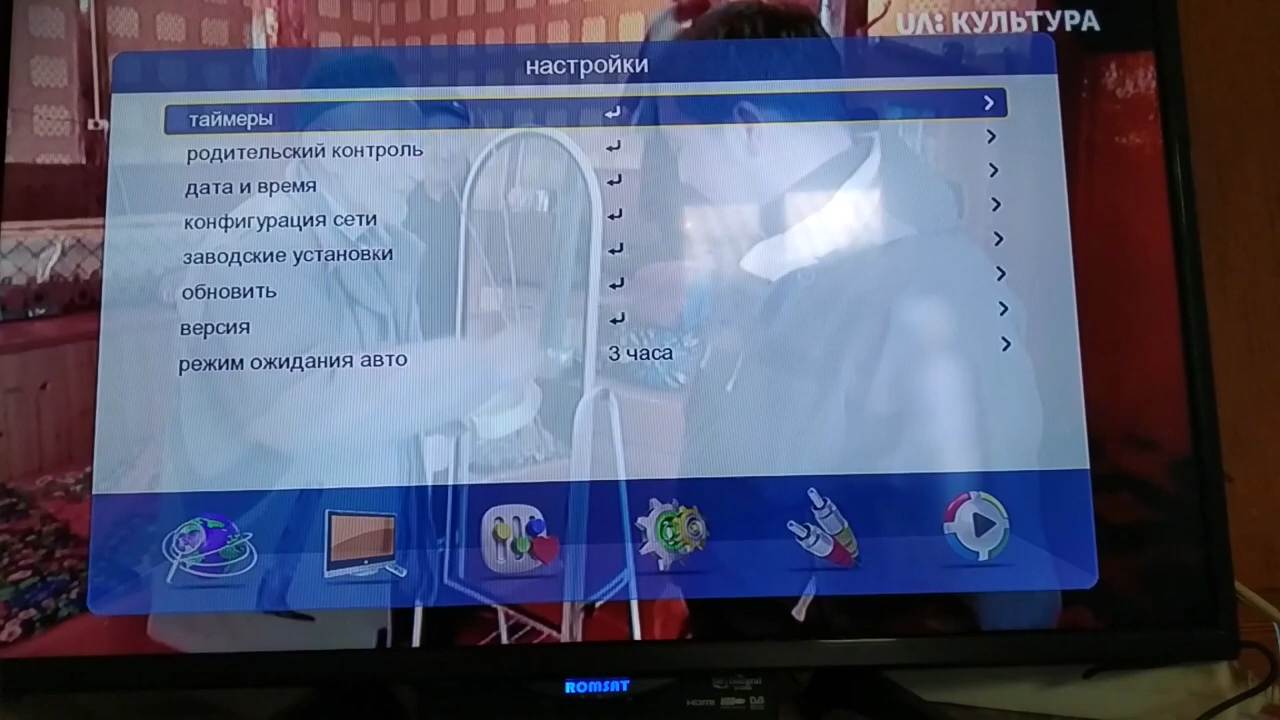 UA: КУЛЬТУРА
настройки
таймеры
родительский контроль
дата и время
конфигурация сети
заводские установки
обновить
версия
режим ожидания авто 3 часа
ROMSAT
HDMI